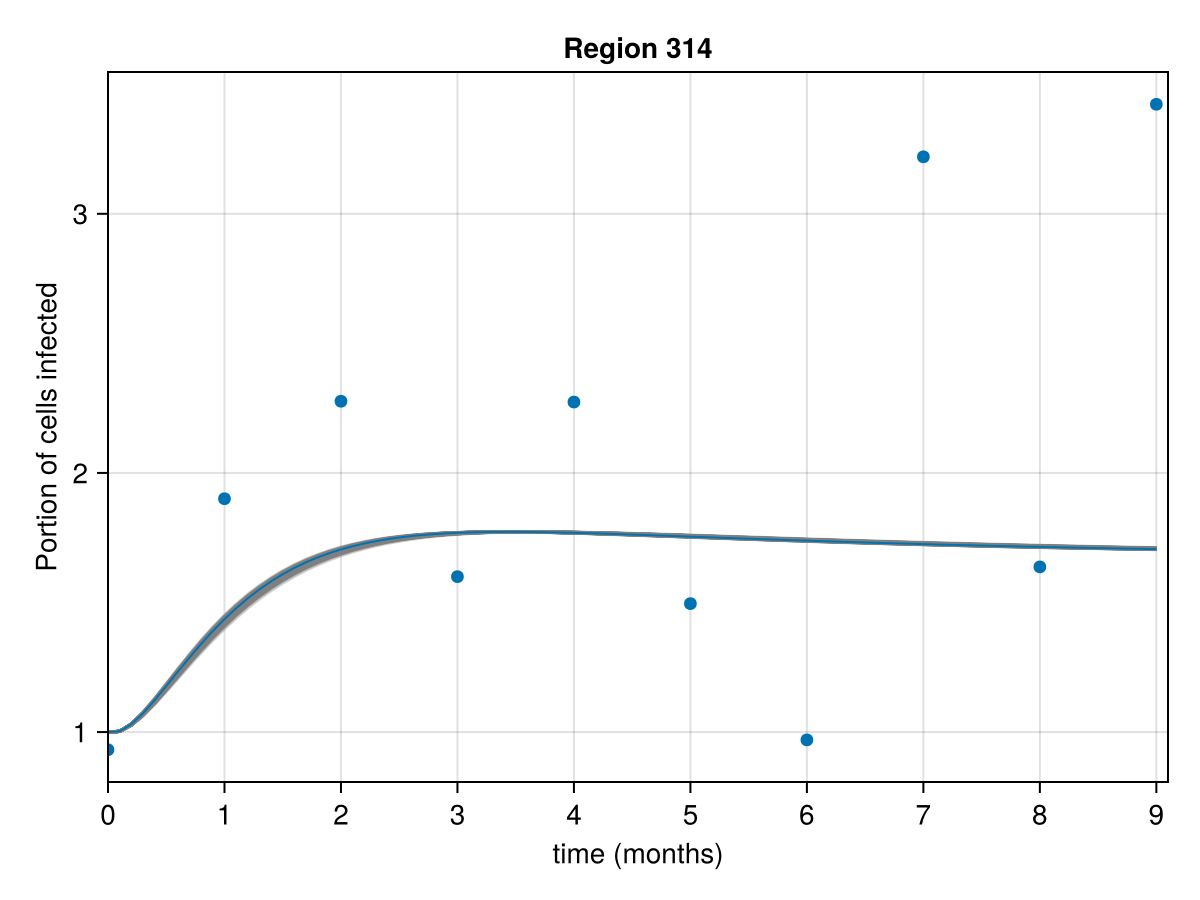 Region 314
Portion of cells infected
3
2
1
0 1 2 3 4 5 6 7 8 9
time (months)